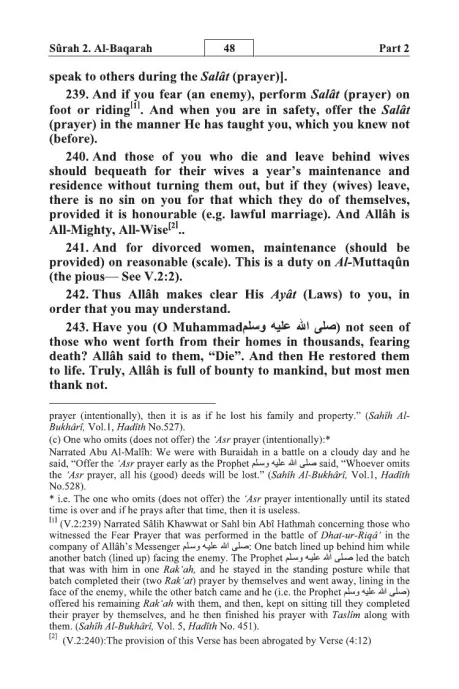 Sûrah 2. Al-Baqarah 48 Part 2
speak to others during the Salât (prayer)].
239. And if you fear (an enemy), perform Salât (prayer) on
foot or riding[1]. And when you are in safety, offer the Salât
(prayer) in the manner He has taught you, which you knew not
(before).
240. And those of you who die and leave behind wives
should bequeath for their wives a year's maintenance and
residence without turning them out, but if they (wives) leave,
there is no sin on you for that which they do of themselves,
provided it is honourable (e.g. lawful marriage). And Allâh is
All-Mighty, All-Wise[2]..
241. And for divorced women, maintenance (should be
provided) on reasonable (scale). This is a duty on Al-Muttaqûn
(the pious— See V.2:2).
242. Thus Allâh makes clear His Ayât (Laws) to you, in
order that you may understand.
243. Have you (O Muhammadصلى الله عليه وسلم) not seen of
those who went forth from their homes in thousands, fearing
death? Allâh said to them, “Die”. And then He restored them
to life. Truly, Allâh is full of bounty to mankind, but most men
thank not.
prayer (intentionally), then it is as if he lost his family and property.” (Sahîh Al-
Bukhârî, Vol.1, Hadîth No.527).
(c) One who omits (does not offer) the ‘Asr prayer (intentionally):*
Narrated Abu Al-Malîh: We were with Buraidah in a battle on a cloudy day and he
said, “Offer the ‘Asr prayer early as the Prophet صلى الله عليه وسلم said, “Whoever omits
the ‘Asr prayer, all his (good) deeds will be lost.” (Sahîh Al-Bukhârî, Vol.1, Hadîth
No.528).
* i.e. The one who omits (does not offer) the ‘Asr prayer intentionally until its stated
time is over and if he prays after that time, then it is useless.
[1] (V.2:239) Narrated Sâlih Khawwat or Sahl bin Abî Hathmah concerning those who
witnessed the Fear Prayer that was performed in the battle of Dhat-ur-Riqâ‘ in the
company of Allâh's Messenger صلى الله عليه وسلم: One batch lined up behind him while
another batch (lined up) facing the enemy. The Prophet صلى الله عليه وسلم led the batch
that was with him in one Rak‘ah, and he stayed in the standing posture while that
batch completed their (two Rak‘at) prayer by themselves and went away, lining in the
face of the enemy, while the other batch came and he (i.e. the Prophet صلى الله عليه وسلم)
offered his remaining Rak‘ah with them, and then, kept on sitting till they completed
their prayer by themselves, and he then finished his prayer with Taslîm along with
them. (Sahîh Al-Bukhârî, Vol. 5, Hadîth No. 451).
[2] (V.2:240):The provision of this Verse has been abrogated by Verse (4:12)